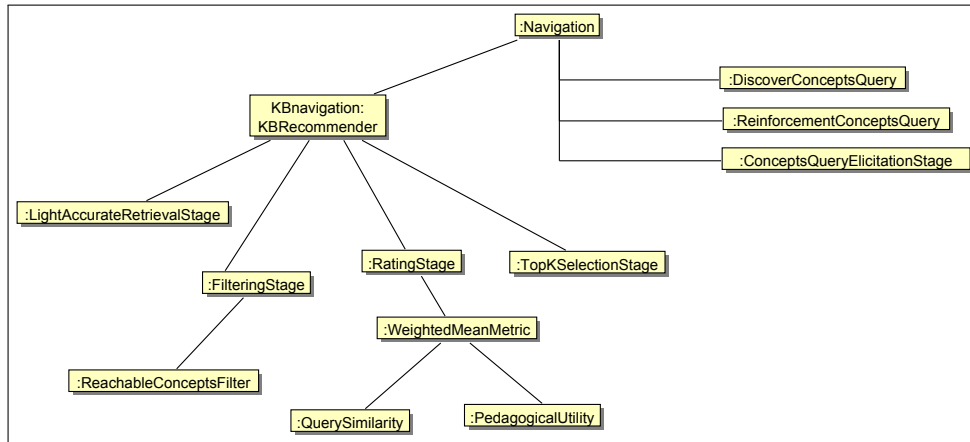 :Navigation
:DiscoverConceptsQuery
KBnavigation:
KBRecommender
:ReinforcementConceptsQuery
:ConceptsQueryElicitationStage
:LightAccurateRetrievalStage
:FilteringStage
:RatingStage
:TopKSelectionStage
:WeightedMeanMetric
:ReachableConceptsFilter
:QuerySimilarity
:PedagogicalUtility